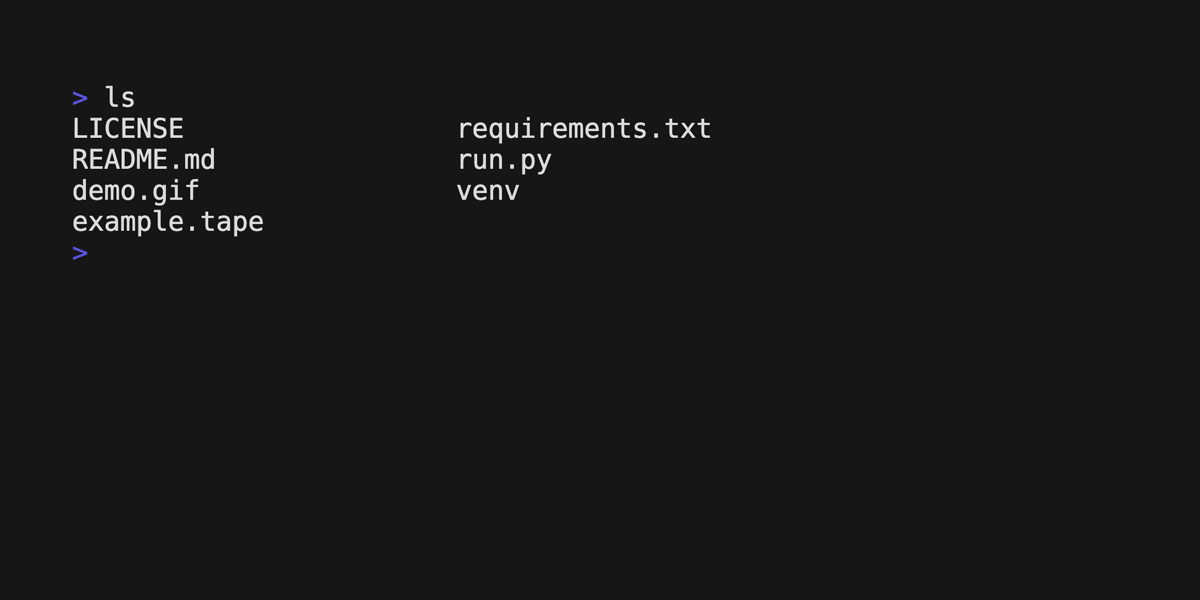 > ls
LICENSE requirements.txt
README.md run.py
demo.gif venv
example.tape
>